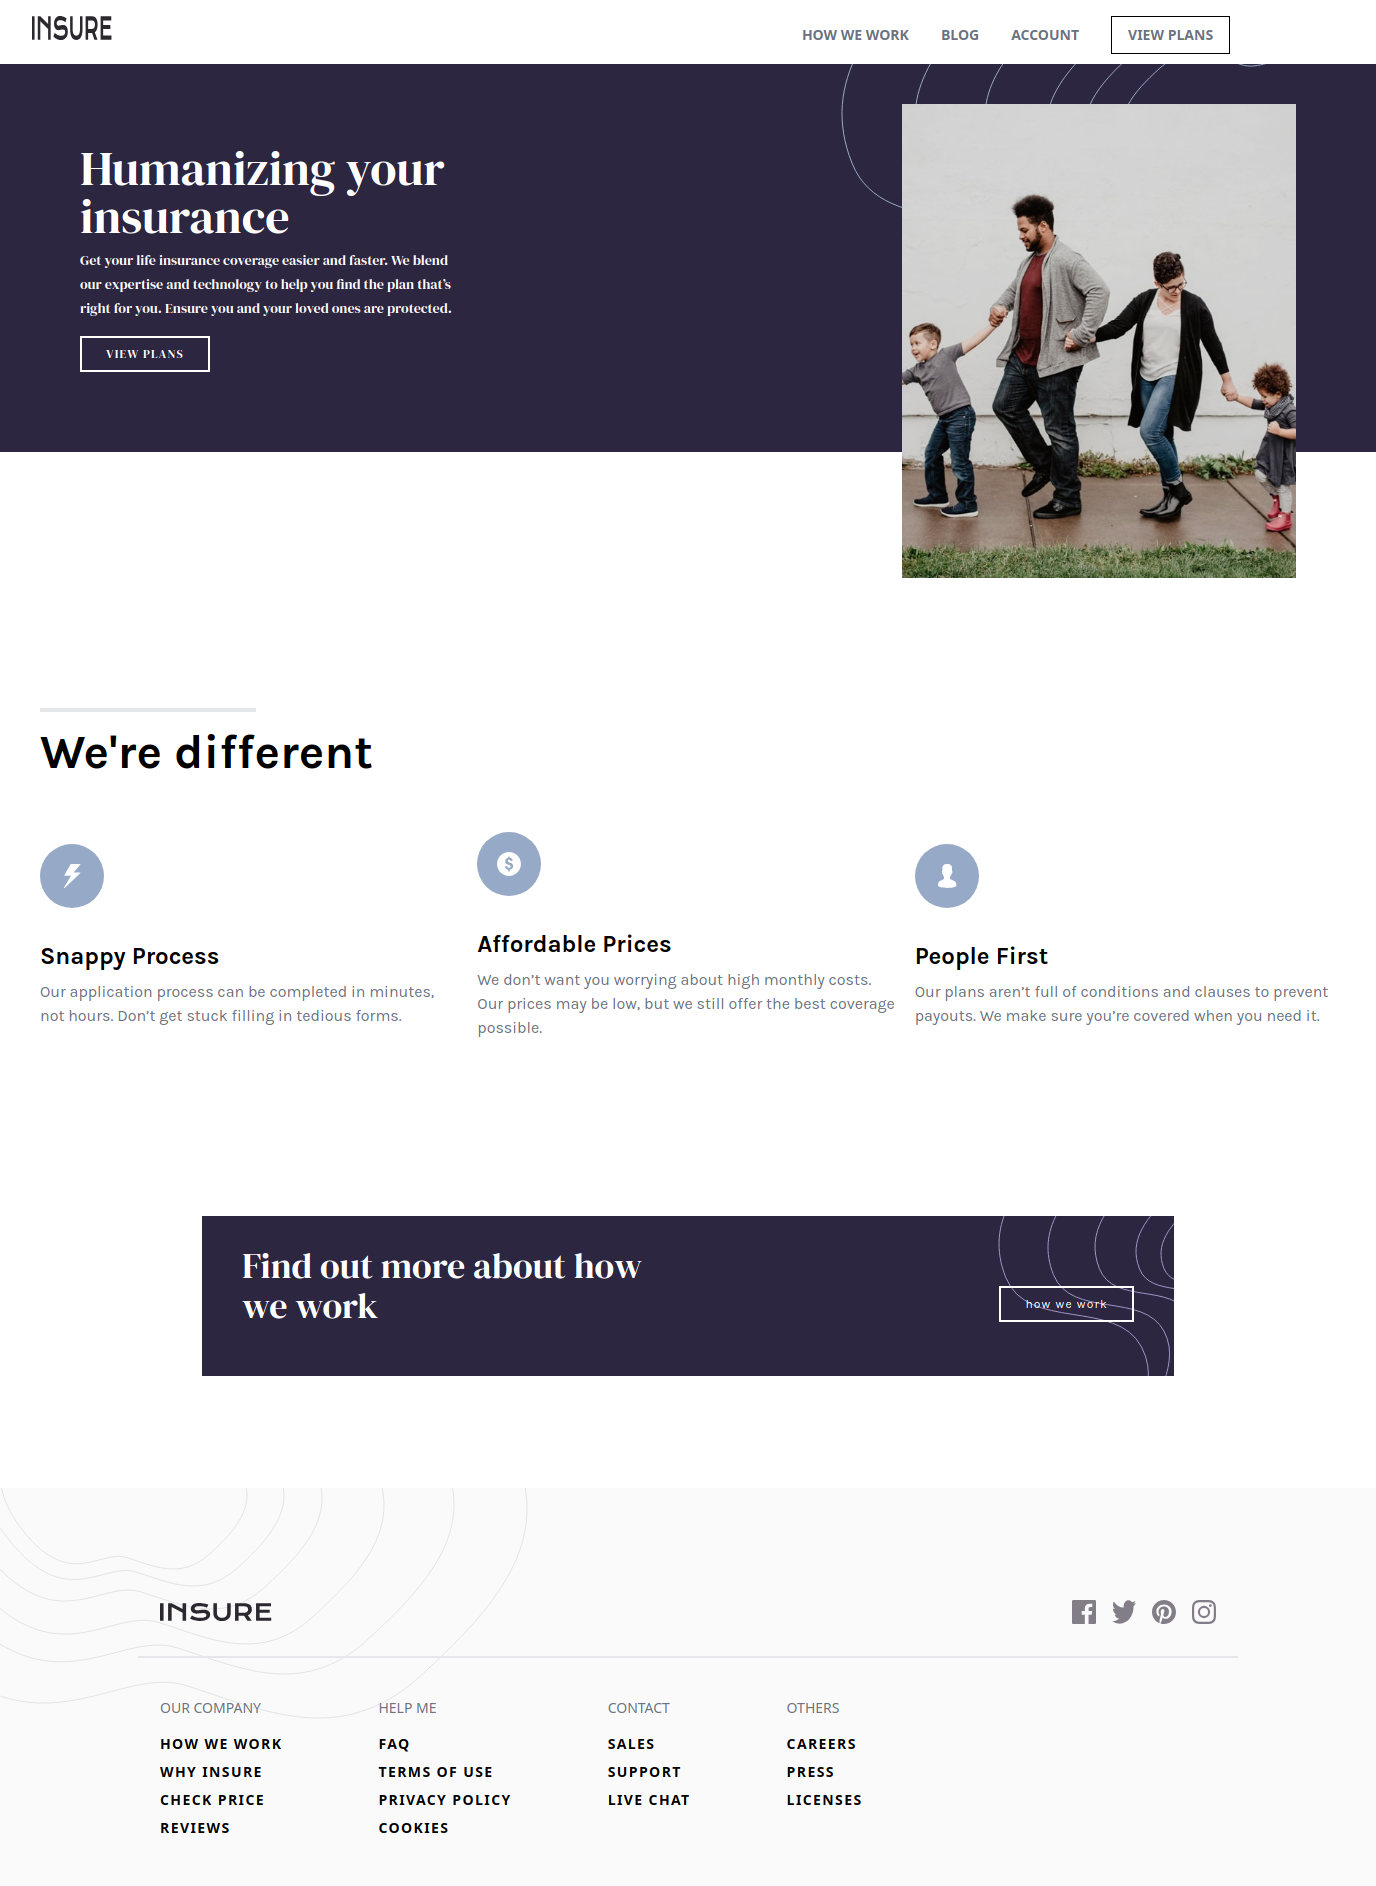 INSURE
HOW WE WORK BLOG ACCOUNT VIEW PLANS
Humanizing your
insurance
Get your life insurance coverage easier and faster. We blend
our expertise and technology to help you find the plan that’s
right for you. Ensure you and your loved ones are protected.
VIEW PLANS
We're different
Snappy Process
Our application process can be completed in minutes,
not hours. Don’t get stuck filling in tedious forms.
Affordable Prices
We don’t want you worrying about high monthly costs.
Our prices may be low, but we still offer the best coverage
possible.
People First
Our plans aren’t full of conditions and clauses to prevent
payouts. We make sure you’re covered when you need it.
Find out more about how
we work
how we work
INSURE
OUR COMPANY
HOW WE WORK
WHY INSURE
CHECK PRICE
REVIEWS
HELP ME
FAQ
TERMS OF USE
PRIVACY POLICY
COOKIES
CONTACT
SALES
SUPPORT
LIVE CHAT
OTHERS
CAREERS
PRESS
LICENSES